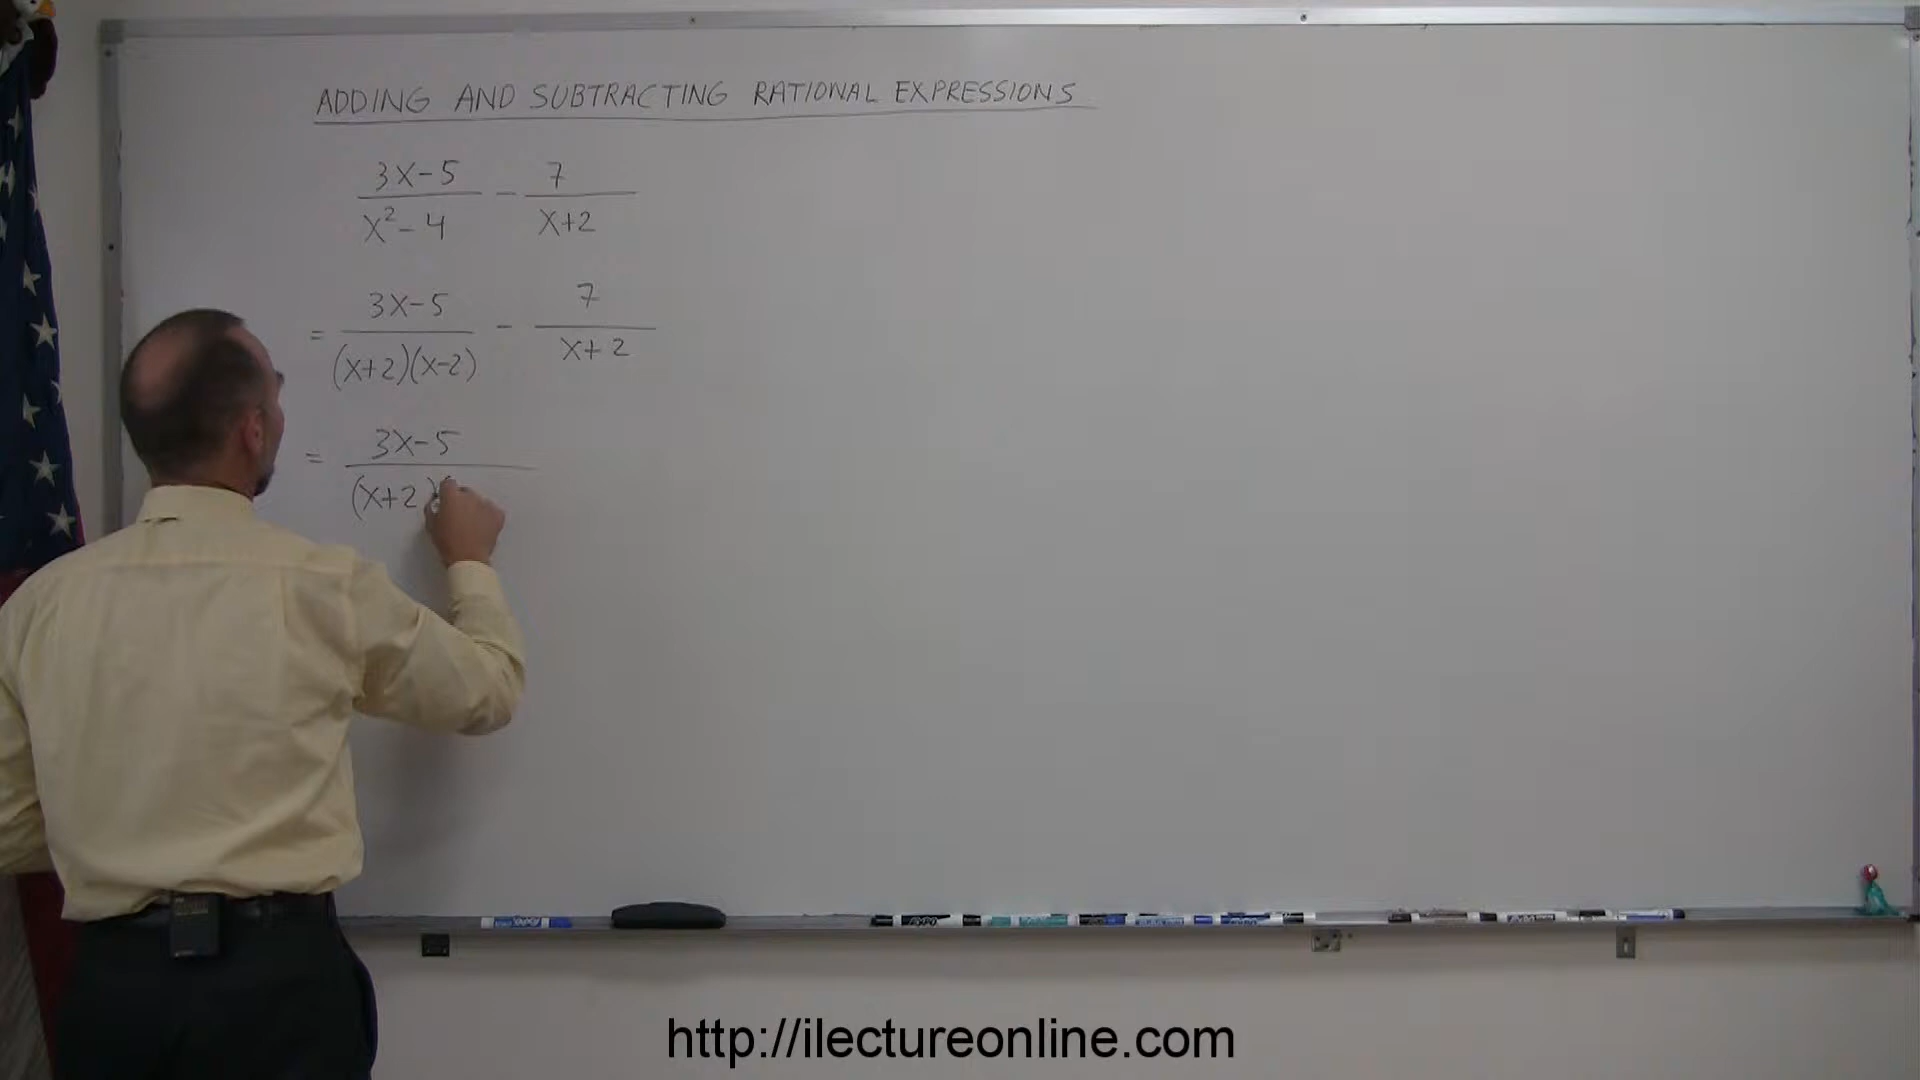 ADDING AND SUBTRACTING RATIONAL EXPRESSIONS
3x-5 / x²-4 - 7 / x+2
= 3x-5 / (x+2)(x-2) - 7 / x+2
= 3x-5 / (x+2)(
EXPO
http://ilectureonline.com